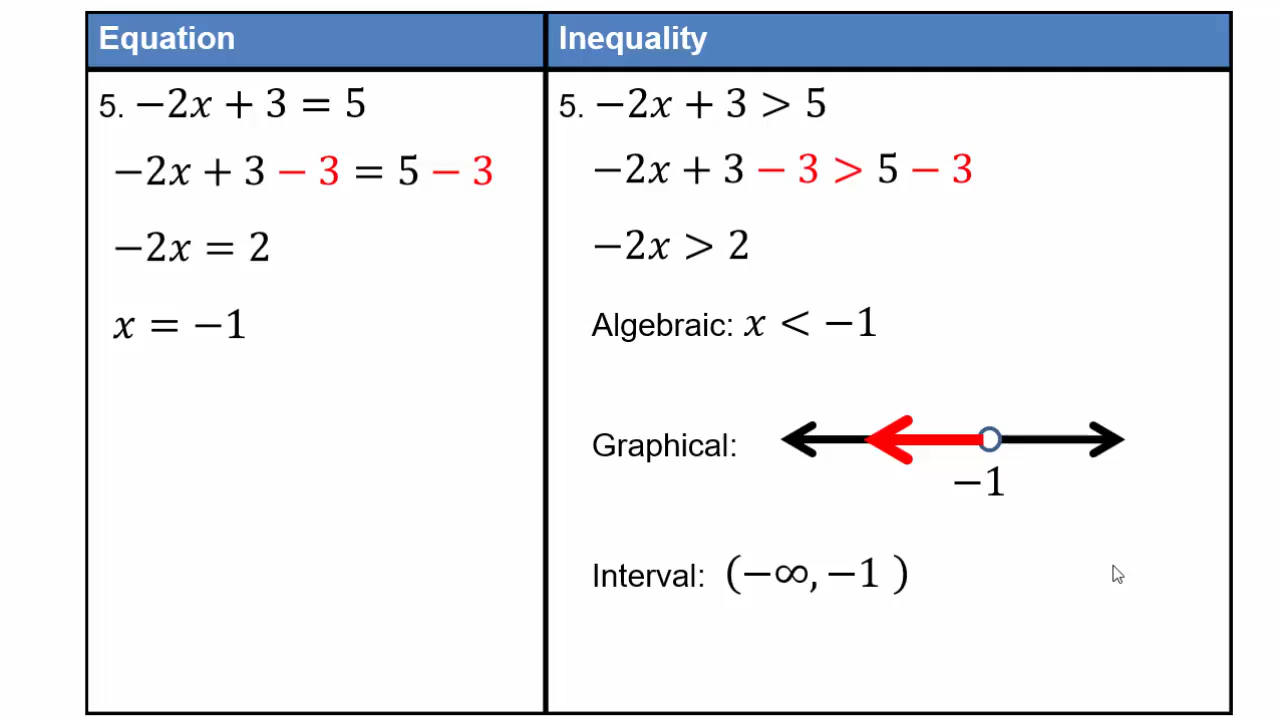 Equation
Inequality
5. −2x + 3 = 5
−2x + 3 − 3 = 5 − 3
−2x = 2
x = −1
5. −2x + 3 > 5
−2x + 3 − 3 > 5 − 3
−2x > 2
Algebraic: x < −1
Graphical:
−1
Interval: (−∞, −1 )